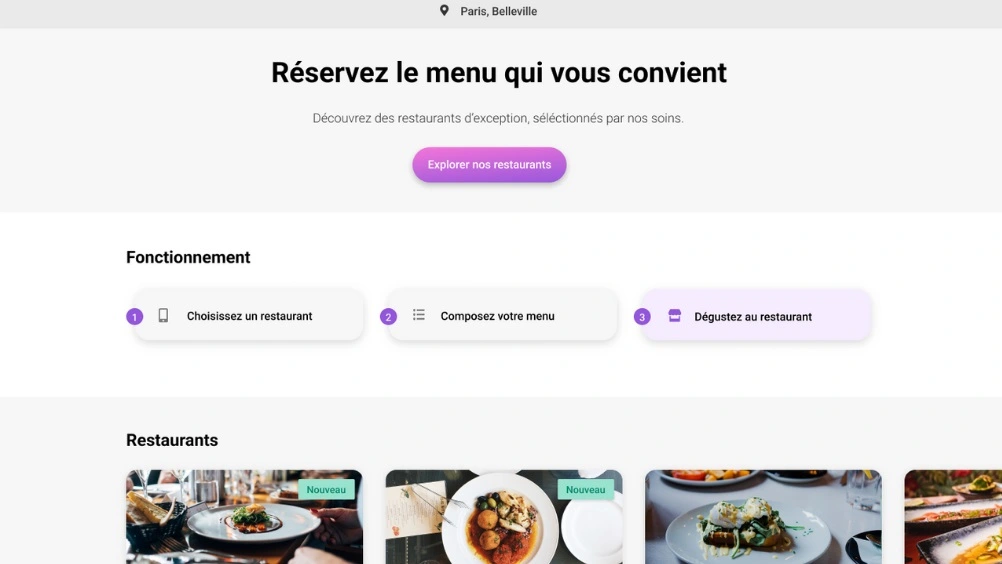 Paris, Belleville
Réservez le menu qui vous convient
Découvrez des restaurants d'exception, séléctionnés par nos soins.
Explorer nos restaurants
Fonctionnement
1 Choisissez un restaurant
2 Composez votre menu
3 Dégustez au restaurant
Restaurants
Nouveau
Nouveau